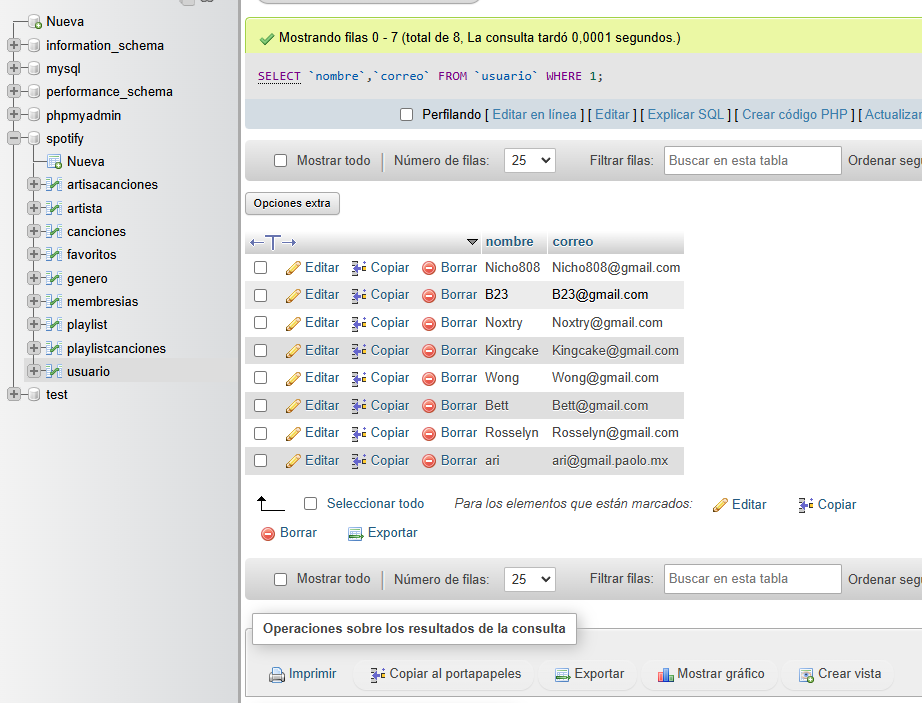 Nueva
information_schema
mysql
performance_schema
phpmyadmin
spotify
Nueva
artisacanciones
artista
canciones
favoritos
genero
membresias
playlist
playlistcanciones
usuario
test
Mostrando filas 0 - 7 (total de 8, La consulta tardó 0,0001 segundos.)
SELECT `nombre`,`correo` FROM `usuario` WHERE 1;
Perfilando [ Editar en línea ] [ Editar ] [ Explicar SQL ] [ Crear código PHP ] [ Actualizar
Mostrar todo Número de filas: 25 Filtrar filas: Buscar en esta tabla Ordenar seg
Opciones extra
nombre correo
Editar Copiar Borrar Nicho808 Nicho808@gmail.com
Editar Copiar Borrar B23 B23@gmail.com
Editar Copiar Borrar Noxtry Noxtry@gmail.com
Editar Copiar Borrar Kingcake Kingcake@gmail.com
Editar Copiar Borrar Wong Wong@gmail.com
Editar Copiar Borrar Bett Bett@gmail.com
Editar Copiar Borrar Rosselyn Rosselyn@gmail.com
Editar Copiar Borrar ari ari@gmail.paolo.mx
Seleccionar todo Para los elementos que están marcados: Editar Copiar
Borrar Exportar
Mostrar todo Número de filas: 25 Filtrar filas: Buscar en esta tabla Ordenar seg
Operaciones sobre los resultados de la consulta
Imprimir Copiar al portapapeles Exportar Mostrar gráfico Crear vista